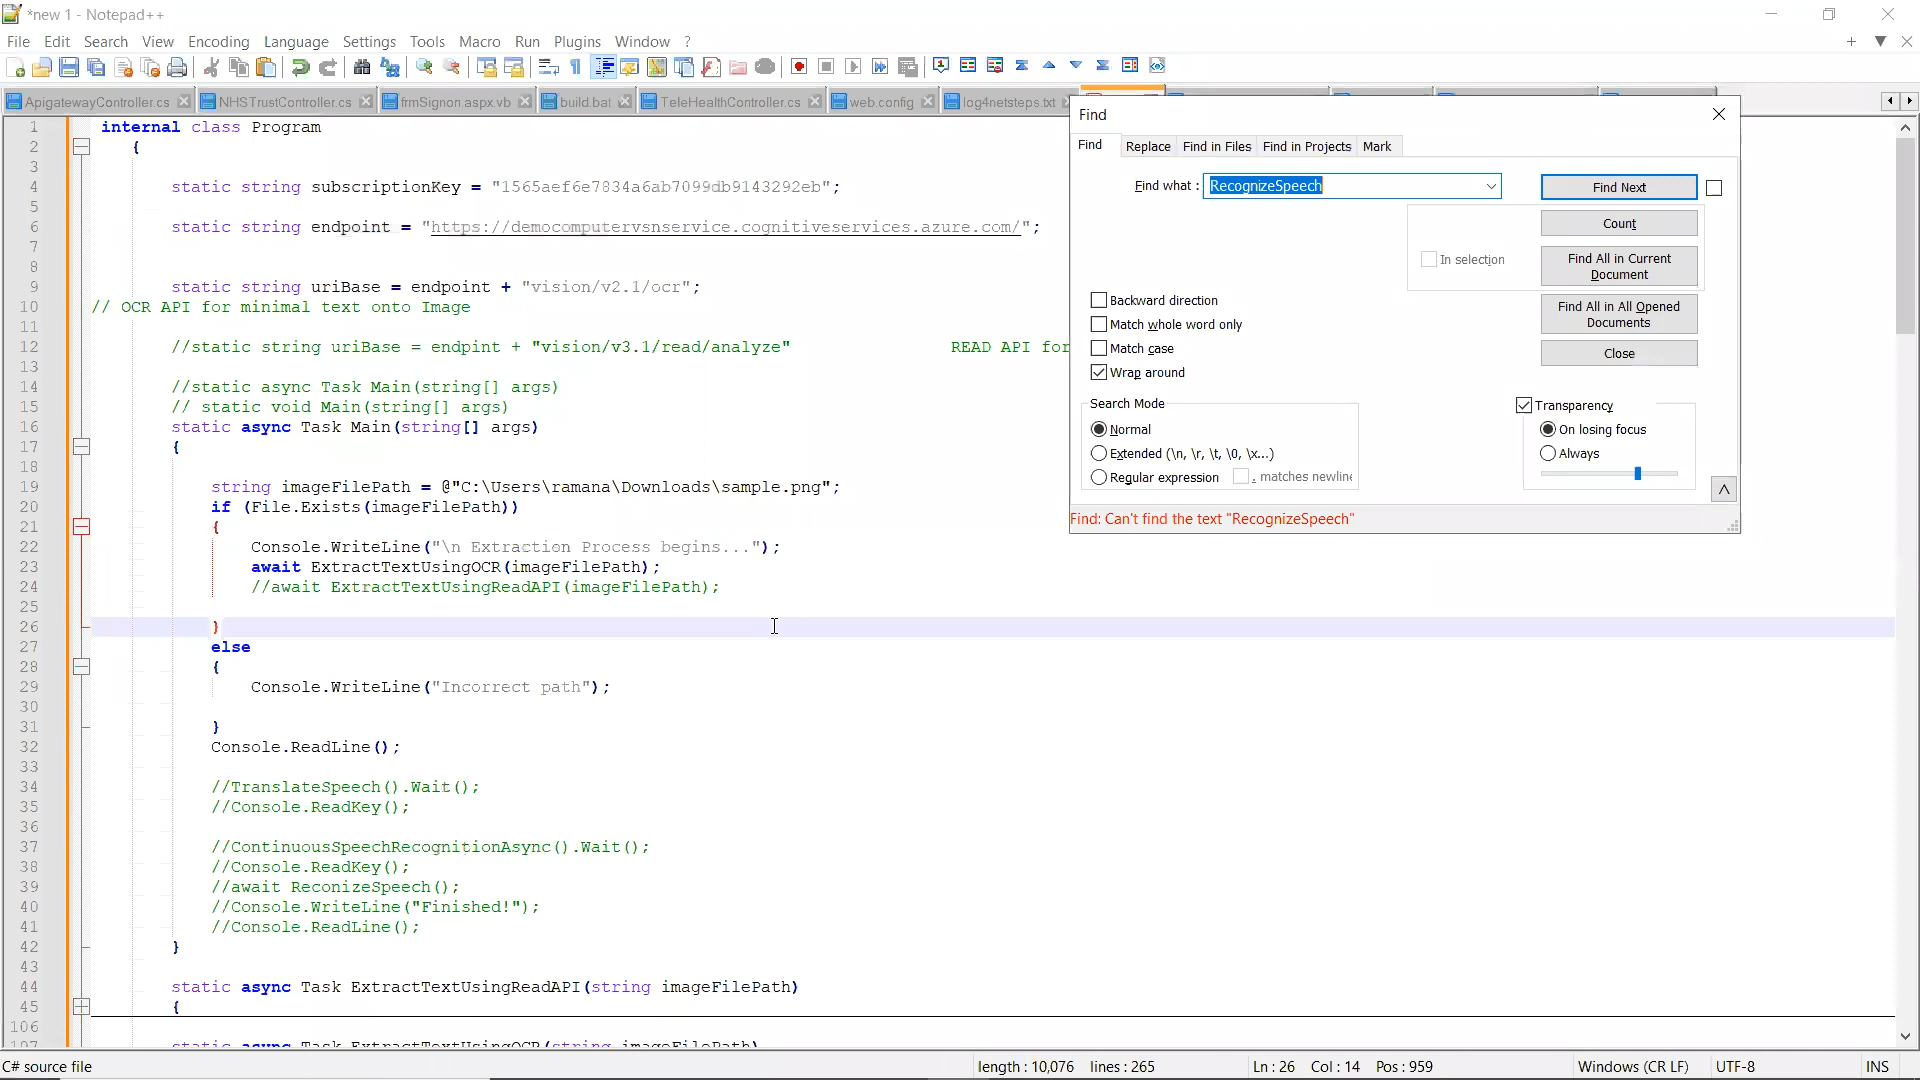 *new 1 - Notepad++
File Edit Search View Encoding Language Settings Tools Macro Run Plugins Window ?
ApigatewayController.cs NHSTrustController.cs frmSignon.aspx.vb build.bat TeleHealthController.cs web.config log4netsteps.txt
1 internal class Program
2 {
3
4 static string subscriptionKey = "1565aef6e7834a6ab7099db9143292eb";
5
6 static string endpoint = "https://democomputervsnservice.cognitiveservices.azure.com/";
7
8
9 static string uriBase = endpoint + "vision/v2.1/ocr";
10 // OCR API for minimal text onto Image
11
12 //static string uriBase = endpint + "vision/v3.1/read/analyze" READ API for
13
14 //static async Task Main(string[] args)
15 // static void Main(string[] args)
16 static async Task Main(string[] args)
17 {
18
19 string imageFilePath = @"C:\Users\ramana\Downloads\sample.png";
20 if (File.Exists(imageFilePath))
21 {
22 Console.WriteLine("\n Extraction Process begins...");
23 await ExtractTextUsingOCR(imageFilePath);
24 //await ExtractTextUsingReadAPI(imageFilePath);
25
26 }
27 else
28 {
29 Console.WriteLine("Incorrect path");
30
31 }
32 Console.ReadLine();
33
34 //TranslateSpeech().Wait();
35 //Console.ReadKey();
36
37 //ContinuousSpeechRecognitionAsync().Wait();
38 //Console.ReadKey();
39 //await ReconizeSpeech();
40 //Console.WriteLine("Finished!");
41 //Console.ReadLine();
42 }
43
44 static async Task ExtractTextUsingReadAPI(string imageFilePath)
45 {
106
107 static async Task ExtractTextUsingOCR(string imageFilePath)
Find
Find Replace Find in Files Find in Projects Mark
Find what : RecognizeSpeech Find Next
Count
In selection
Find All in Current
Document
Find All in All Opened
Documents
Close
Backward direction
Match whole word only
Match case
Wrap around
Search Mode
Normal
Extended (\n, \r, \t, \0, \x...)
Regular expression . matches newline
Transparency
On losing focus
Always
Find: Can't find the text "RecognizeSpeech"
C# source file length : 10,076 lines : 265 Ln : 26 Col : 14 Pos : 959 Windows (CR LF) UTF-8 INS